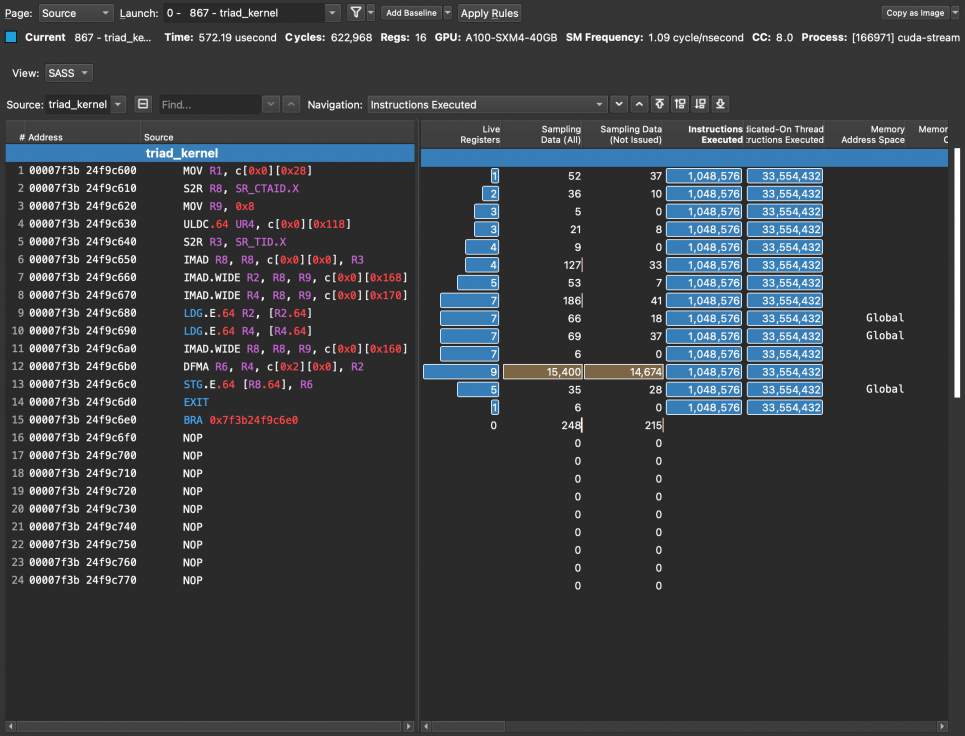 Page: Source Launch: 0 - 867 - triad_kernel Add Baseline Apply Rules Copy as Image
Current 867 - triad_ke... Time: 572.19 usecond Cycles: 622,968 Regs: 16 GPU: A100-SXM4-40GB SM Frequency: 1.09 cycle/nsecond CC: 8.0 Process: [166971] cuda-stream
View: SASS
Source: triad_kernel Find... Navigation: Instructions Executed
Live Sampling Sampling Data Instructions dicated-On Thread Memory Memor
# Address Source Registers Data (All) (Not Issued) Executed tructions Executed Address Space C
triad_kernel
1 00007f3b 24f9c600 MOV R1, c[0x0][0x28] 1 52 37 1,048,576 33,554,432
2 00007f3b 24f9c610 S2R R8, SR_CTAID.X 2 36 10 1,048,576 33,554,432
3 00007f3b 24f9c620 MOV R9, 0x8 3 5 0 1,048,576 33,554,432
4 00007f3b 24f9c630 ULDC.64 UR4, c[0x0][0x118] 3 21 8 1,048,576 33,554,432
5 00007f3b 24f9c640 S2R R3, SR_TID.X 4 9 0 1,048,576 33,554,432
6 00007f3b 24f9c650 IMAD R8, R8, c[0x0][0x0], R3 4 127 33 1,048,576 33,554,432
7 00007f3b 24f9c660 IMAD.WIDE R2, R8, R9, c[0x0][0x168] 5 53 7 1,048,576 33,554,432
8 00007f3b 24f9c670 IMAD.WIDE R4, R8, R9, c[0x0][0x170] 7 186 41 1,048,576 33,554,432
9 00007f3b 24f9c680 LDG.E.64 R2, [R2.64] 7 66 18 1,048,576 33,554,432 Global
10 00007f3b 24f9c690 LDG.E.64 R4, [R4.64] 7 69 37 1,048,576 33,554,432 Global
11 00007f3b 24f9c6a0 IMAD.WIDE R8, R8, R9, c[0x0][0x160] 7 6 0 1,048,576 33,554,432
12 00007f3b 24f9c6b0 DFMA R6, R4, c[0x2][0x0], R2 9 15,400 14,674 1,048,576 33,554,432
13 00007f3b 24f9c6c0 STG.E.64 [R8.64], R6 5 35 28 1,048,576 33,554,432 Global
14 00007f3b 24f9c6d0 EXIT 1 6 0 1,048,576 33,554,432
15 00007f3b 24f9c6e0 BRA 0x7f3b24f9c6e0 0 248 215
16 00007f3b 24f9c6f0 NOP 0 0
17 00007f3b 24f9c700 NOP 0 0
18 00007f3b 24f9c710 NOP 0 0
19 00007f3b 24f9c720 NOP 0 0
20 00007f3b 24f9c730 NOP 0 0
21 00007f3b 24f9c740 NOP 0 0
22 00007f3b 24f9c750 NOP 0 0
23 00007f3b 24f9c760 NOP 0 0
24 00007f3b 24f9c770 NOP 0 0